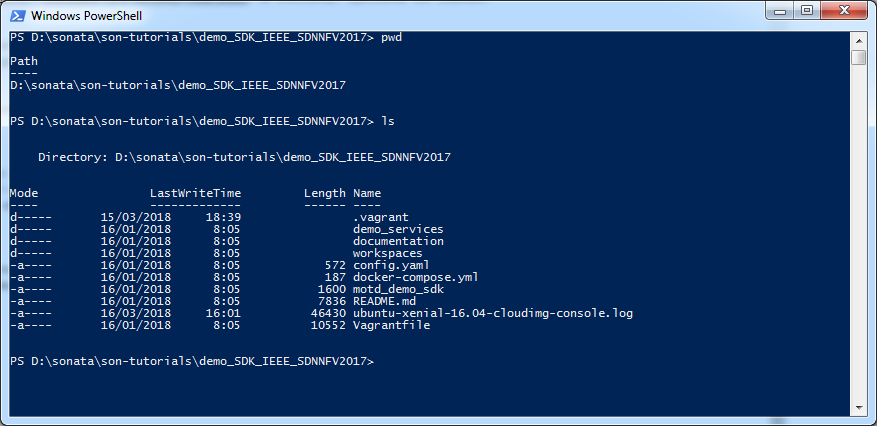 Windows PowerShell
PS D:\sonata\son-tutorials\demo_SDK_IEEE_SDNNFV2017> pwd
Path
----
D:\sonata\son-tutorials\demo_SDK_IEEE_SDNNFV2017
PS D:\sonata\son-tutorials\demo_SDK_IEEE_SDNNFV2017> ls
Directory: D:\sonata\son-tutorials\demo_SDK_IEEE_SDNNFV2017
Mode LastWriteTime Length Name
---- ------------- ------ ----
d----- 15/03/2018 18:39 .vagrant
d----- 16/01/2018 8:05 demo_services
d----- 16/01/2018 8:05 documentation
d----- 16/01/2018 8:05 workspaces
-a---- 16/01/2018 8:05 572 config.yaml
-a---- 16/01/2018 8:05 187 docker-compose.yml
-a---- 16/01/2018 8:05 1600 motd_demo_sdk
-a---- 16/01/2018 8:05 7836 README.md
-a---- 16/03/2018 16:01 46430 ubuntu-xenial-16.04-cloudimg-console.log
-a---- 16/01/2018 8:05 10552 Vagrantfile
PS D:\sonata\son-tutorials\demo_SDK_IEEE_SDNNFV2017>